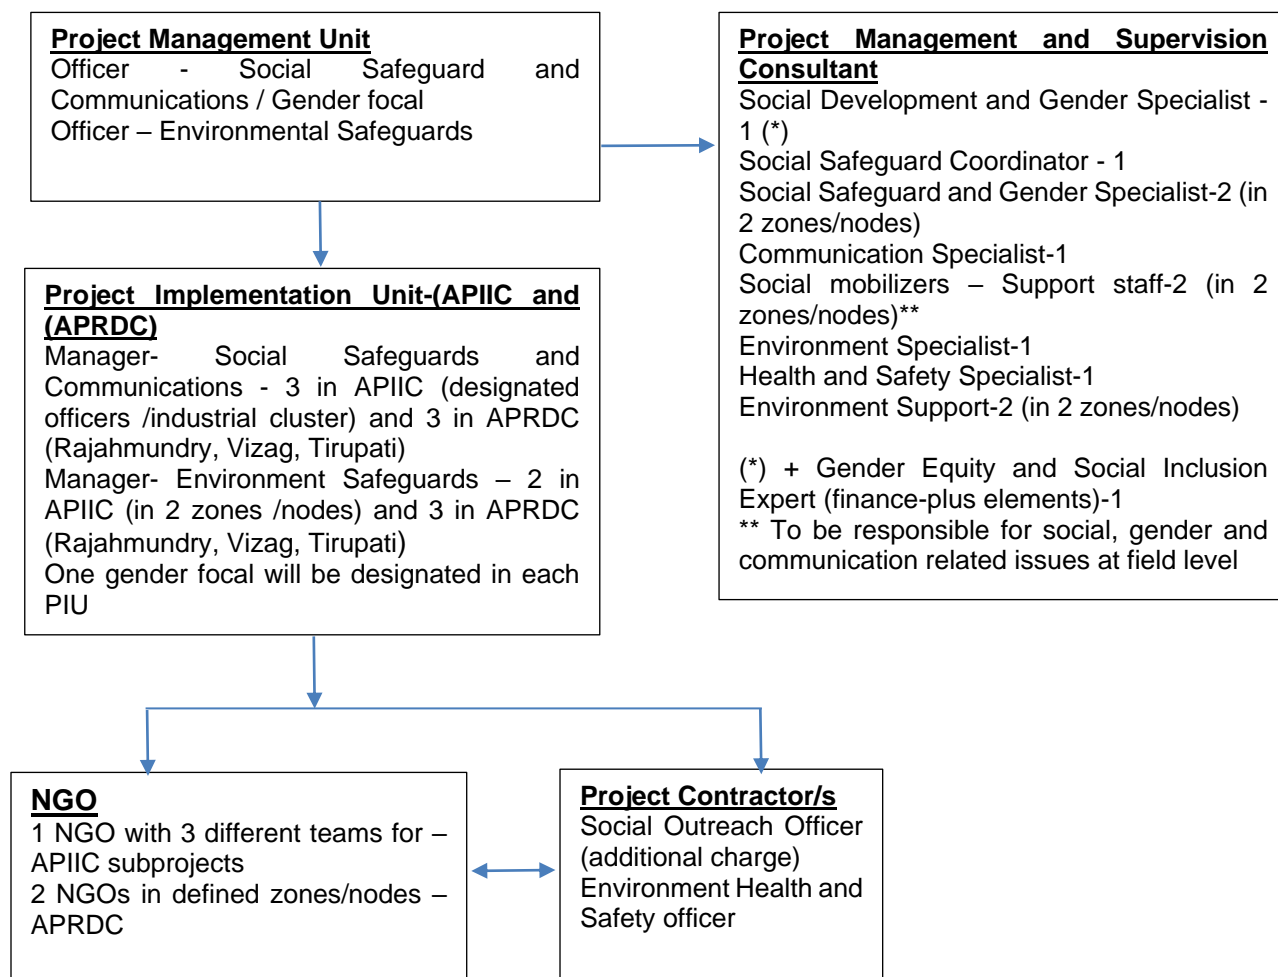 Project Management Unit
Officer - Social Safeguard and
Communications / Gender focal
Officer – Environmental Safeguards
Project Management and Supervision
Consultant
Social Development and Gender Specialist -
1 (*)
Social Safeguard Coordinator - 1
Social Safeguard and Gender Specialist-2 (in
2 zones/nodes)
Communication Specialist-1
Social mobilizers – Support staff-2 (in 2
zones/nodes)**
Environment Specialist-1
Health and Safety Specialist-1
Environment Support-2 (in 2 zones/nodes)
(*) + Gender Equity and Social Inclusion
Expert (finance-plus elements)-1
** To be responsible for social, gender and
communication related issues at field level
Project Implementation Unit-(APIIC and
(APRDC)
Manager- Social Safeguards and
Communications - 3 in APIIC (designated
officers /industrial cluster) and 3 in APRDC
(Rajahmundry, Vizag, Tirupati)
Manager- Environment Safeguards – 2 in
APIIC (in 2 zones /nodes) and 3 in APRDC
(Rajahmundry, Vizag, Tirupati)
One gender focal will be designated in each
PIU
NGO
1 NGO with 3 different teams for –
APIIC subprojects
2 NGOs in defined zones/nodes –
APRDC
Project Contractor/s
Social Outreach Officer
(additional charge)
Environment Health and
Safety officer